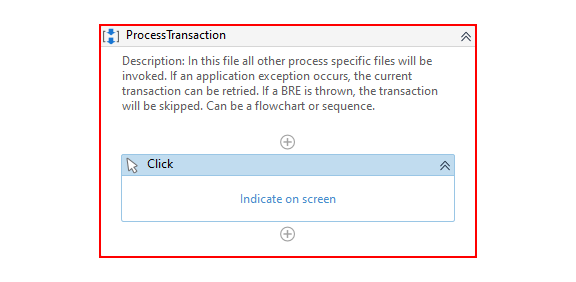 ProcessTransaction
Description: In this file all other process specific files will be
invoked. If an application exception occurs, the current
transaction can be retried. If a BRE is thrown, the transaction
will be skipped. Can be a flowchart or sequence.
Click
Indicate on screen